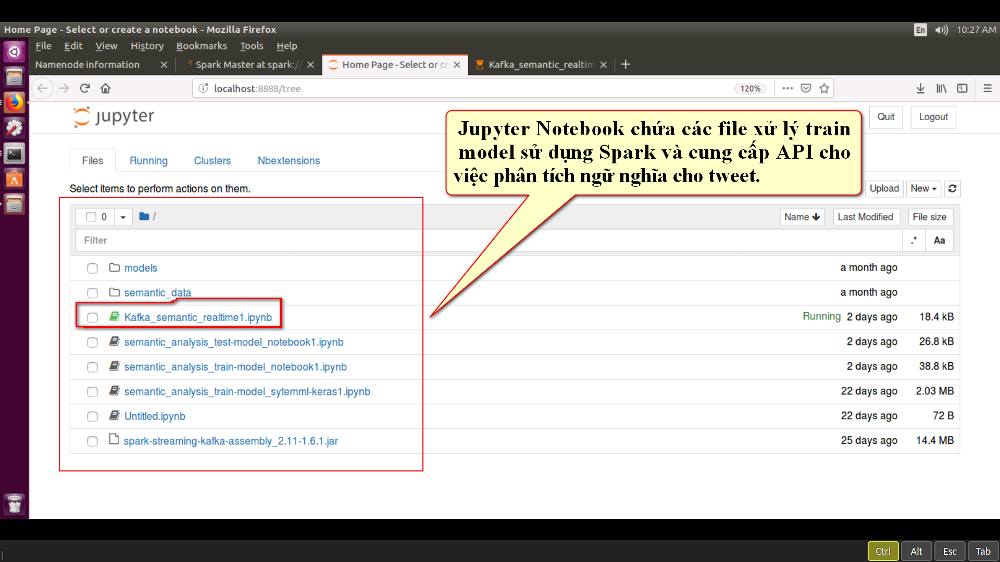 Home Page - Select or create a notebook - Mozilla Firefox
En
10:27 AM
File Edit View History Bookmarks Tools Help
Namenode information
Spark Master at spark://
Home Page - Select or cr
Kafka_semantic_realtim
localhost:8888/tree
120%
jupyter
Quit
Logout
Jupyter Notebook chứa các file xử lý train
model sử dụng Spark và cung cấp API cho
việc phân tích ngữ nghĩa cho tweet.
Files
Running
Clusters
Nbextensions
Select items to perform actions on them.
Upload
New
0
/
Name
Last Modified
File size
Filter
.*
Aa
models
a month ago
semantic_data
a month ago
Kafka_semantic_realtime1.ipynb
Running 2 days ago 18.4 kB
semantic_analysis_test-model_notebook1.ipynb
2 days ago 26.8 kB
semantic_analysis_train-model_notebook1.ipynb
2 days ago 38.8 kB
semantic_analysis_train-model_sytemml-keras1.ipynb
22 days ago 2.03 MB
Untitled.ipynb
22 days ago 72 B
spark-streaming-kafka-assembly_2.11-1.6.1.jar
25 days ago 14.4 MB
Ctrl
Alt
Esc
Tab